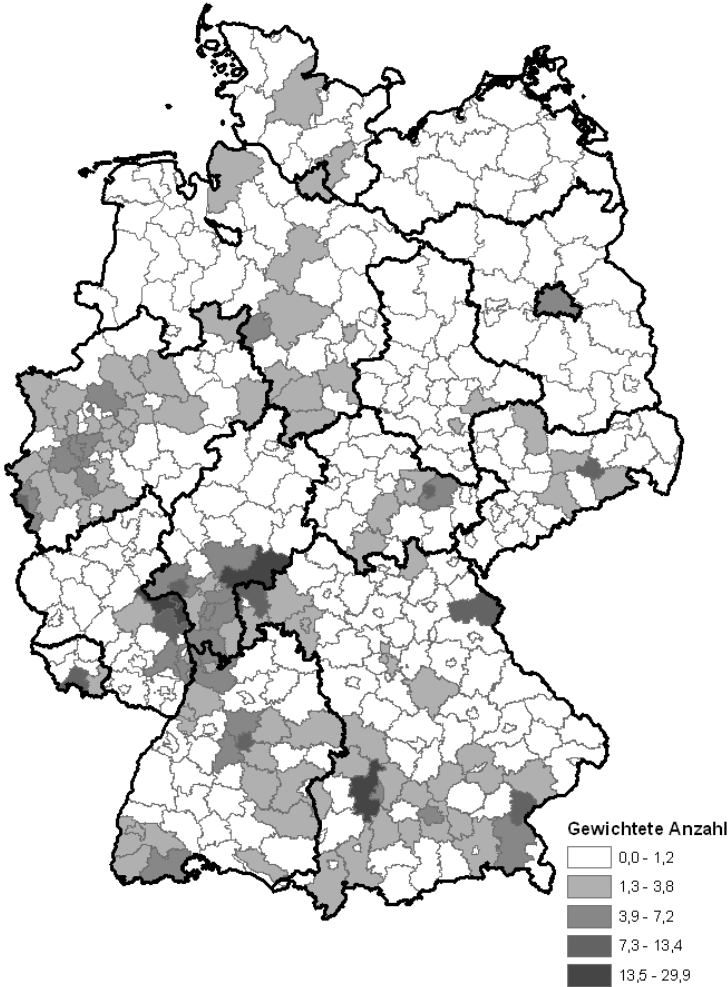 Gewichtete Anzahl
0,0 - 1,2
1,3 - 3,8
3,9 - 7,2
7,3 - 13,4
13,5 - 29,9